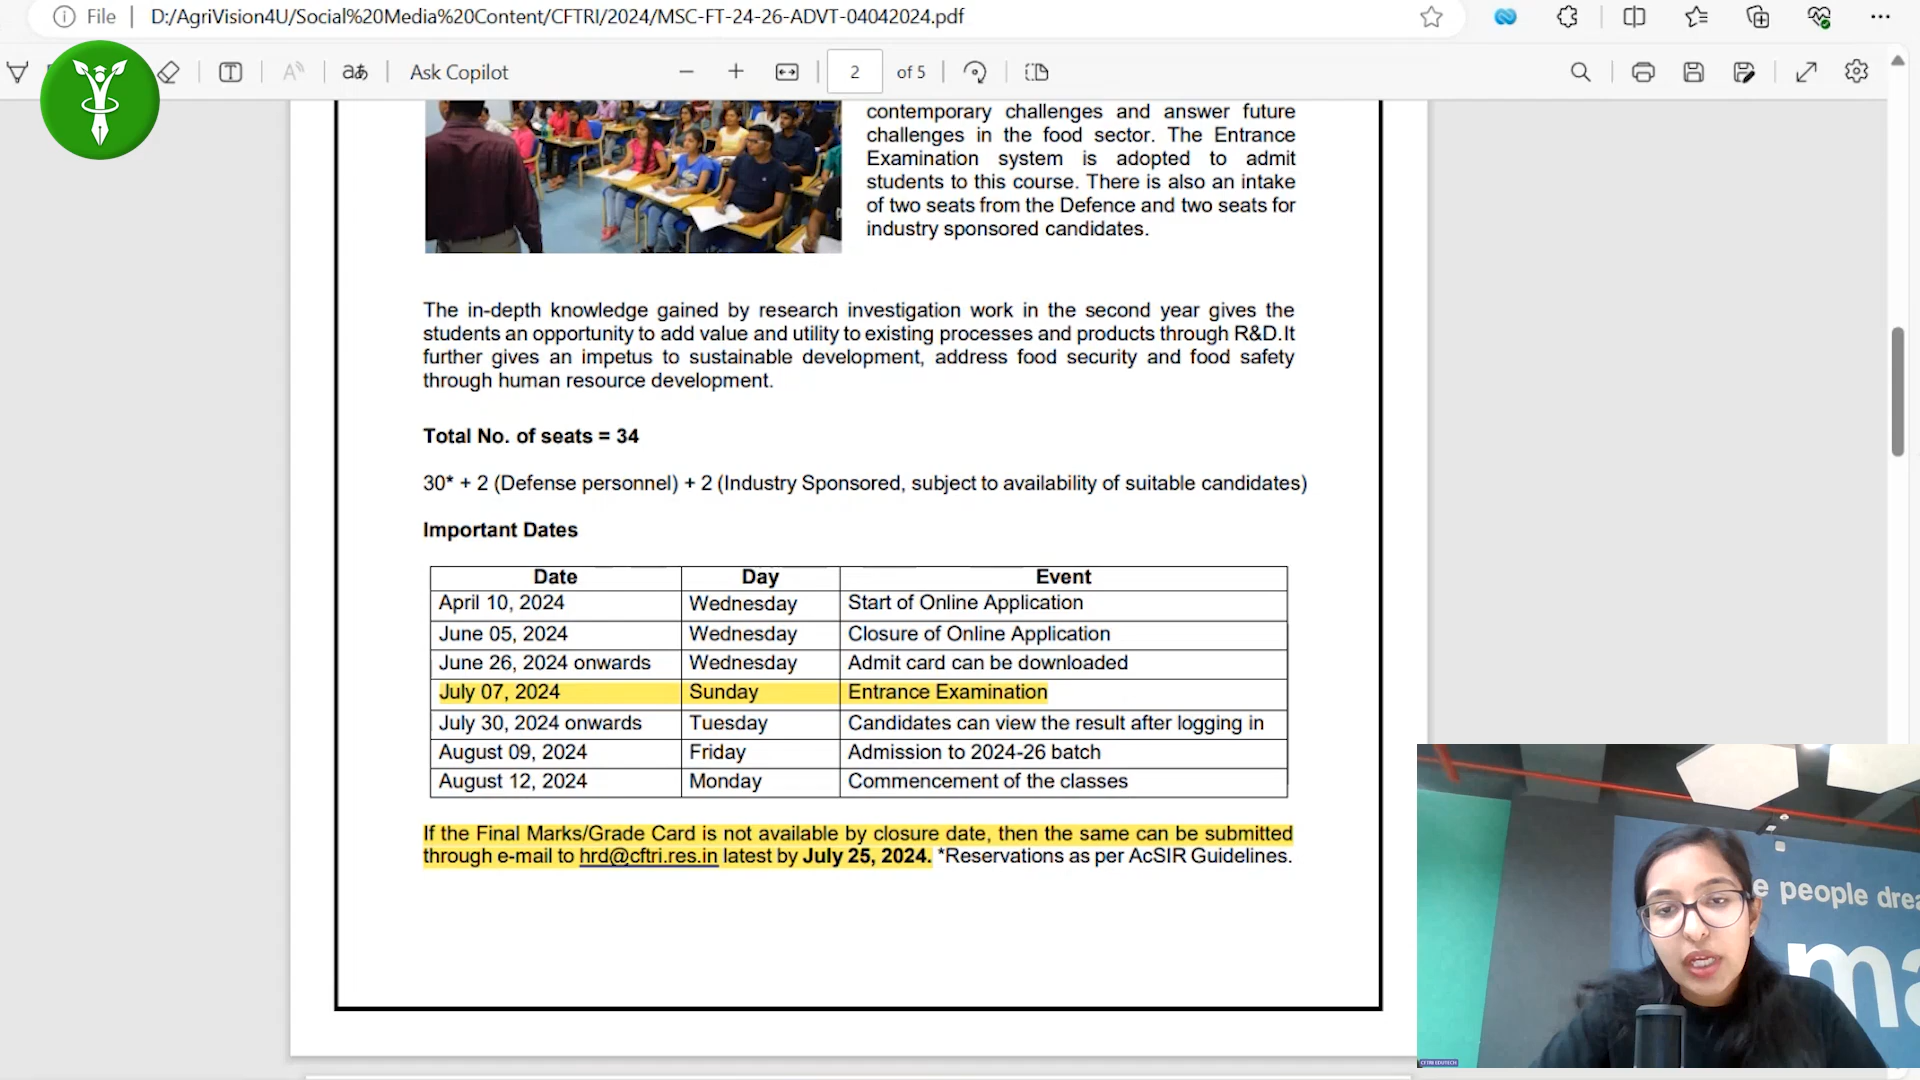 File
D:/AgriVision4U/Social%20Media%20Content/CFTRI/2024/MSC-FT-24-26-ADVT-04042024.pdf
Ask Copilot
2 of 5
contemporary challenges and answer future
challenges in the food sector. The Entrance
Examination system is adopted to admit
students to this course. There is also an intake
of two seats from the Defence and two seats for
industry sponsored candidates.
The in-depth knowledge gained by research investigation work in the second year gives the
students an opportunity to add value and utility to existing processes and products through R&D.It
further gives an impetus to sustainable development, address food security and food safety
through human resource development.
Total No. of seats = 34
30* + 2 (Defense personnel) + 2 (Industry Sponsored, subject to availability of suitable candidates)
Important Dates
Date Day Event
April 10, 2024 Wednesday Start of Online Application
June 05, 2024 Wednesday Closure of Online Application
June 26, 2024 onwards Wednesday Admit card can be downloaded
July 07, 2024 Sunday Entrance Examination
July 30, 2024 onwards Tuesday Candidates can view the result after logging in
August 09, 2024 Friday Admission to 2024-26 batch
August 12, 2024 Monday Commencement of the classes
If the Final Marks/Grade Card is not available by closure date, then the same can be submitted
through e-mail to hrd@cftri.res.in latest by July 25, 2024. *Reservations as per AcSIR Guidelines.
e people drea
ma